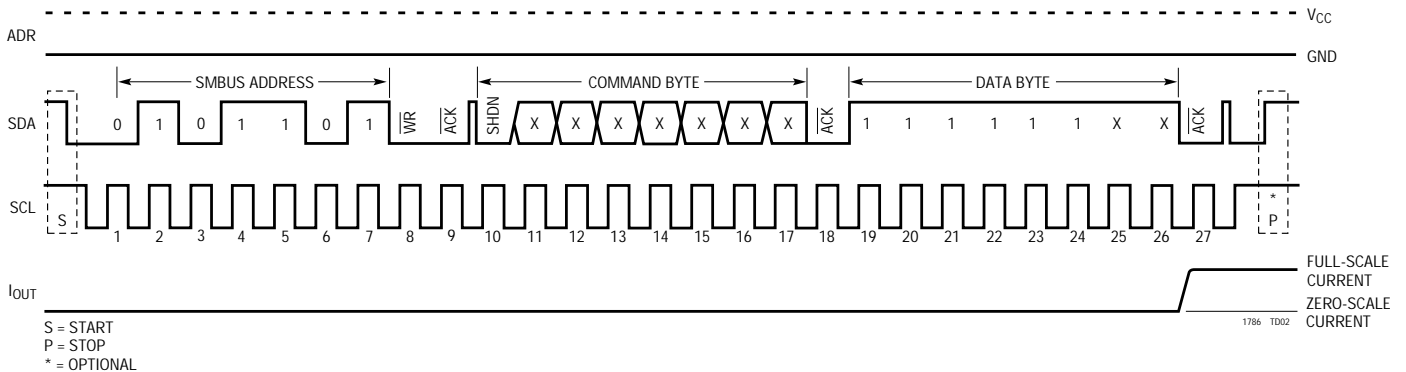 V_CC
ADR
GND
SMBUS ADDRESS
COMMAND BYTE
DATA BYTE
SDA
0 1 0 1 1 0 1 WR ACK SHDN X X X X X X X ACK 1 1 1 1 1 1 X X ACK
SCL
S
* P
1 2 3 4 5 6 7 8 9 10 11 12 13 14 15 16 17 18 19 20 21 22 23 24 25 26 27
FULL-SCALE
CURRENT
I_OUT
ZERO-SCALE
CURRENT
1786 TD02
S = START
P = STOP
* = OPTIONAL